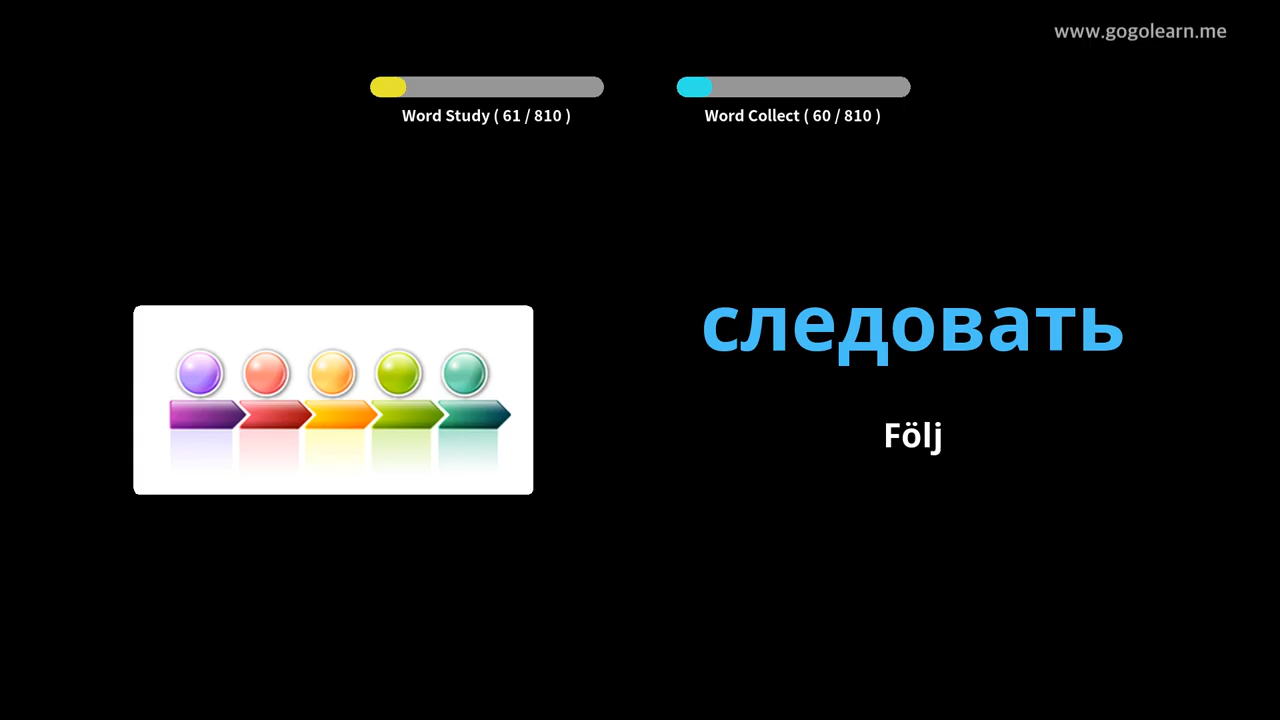 www.gogolearn.me
Word Study ( 61 / 810 )
Word Collect ( 60 / 810 )
следовать
Följ